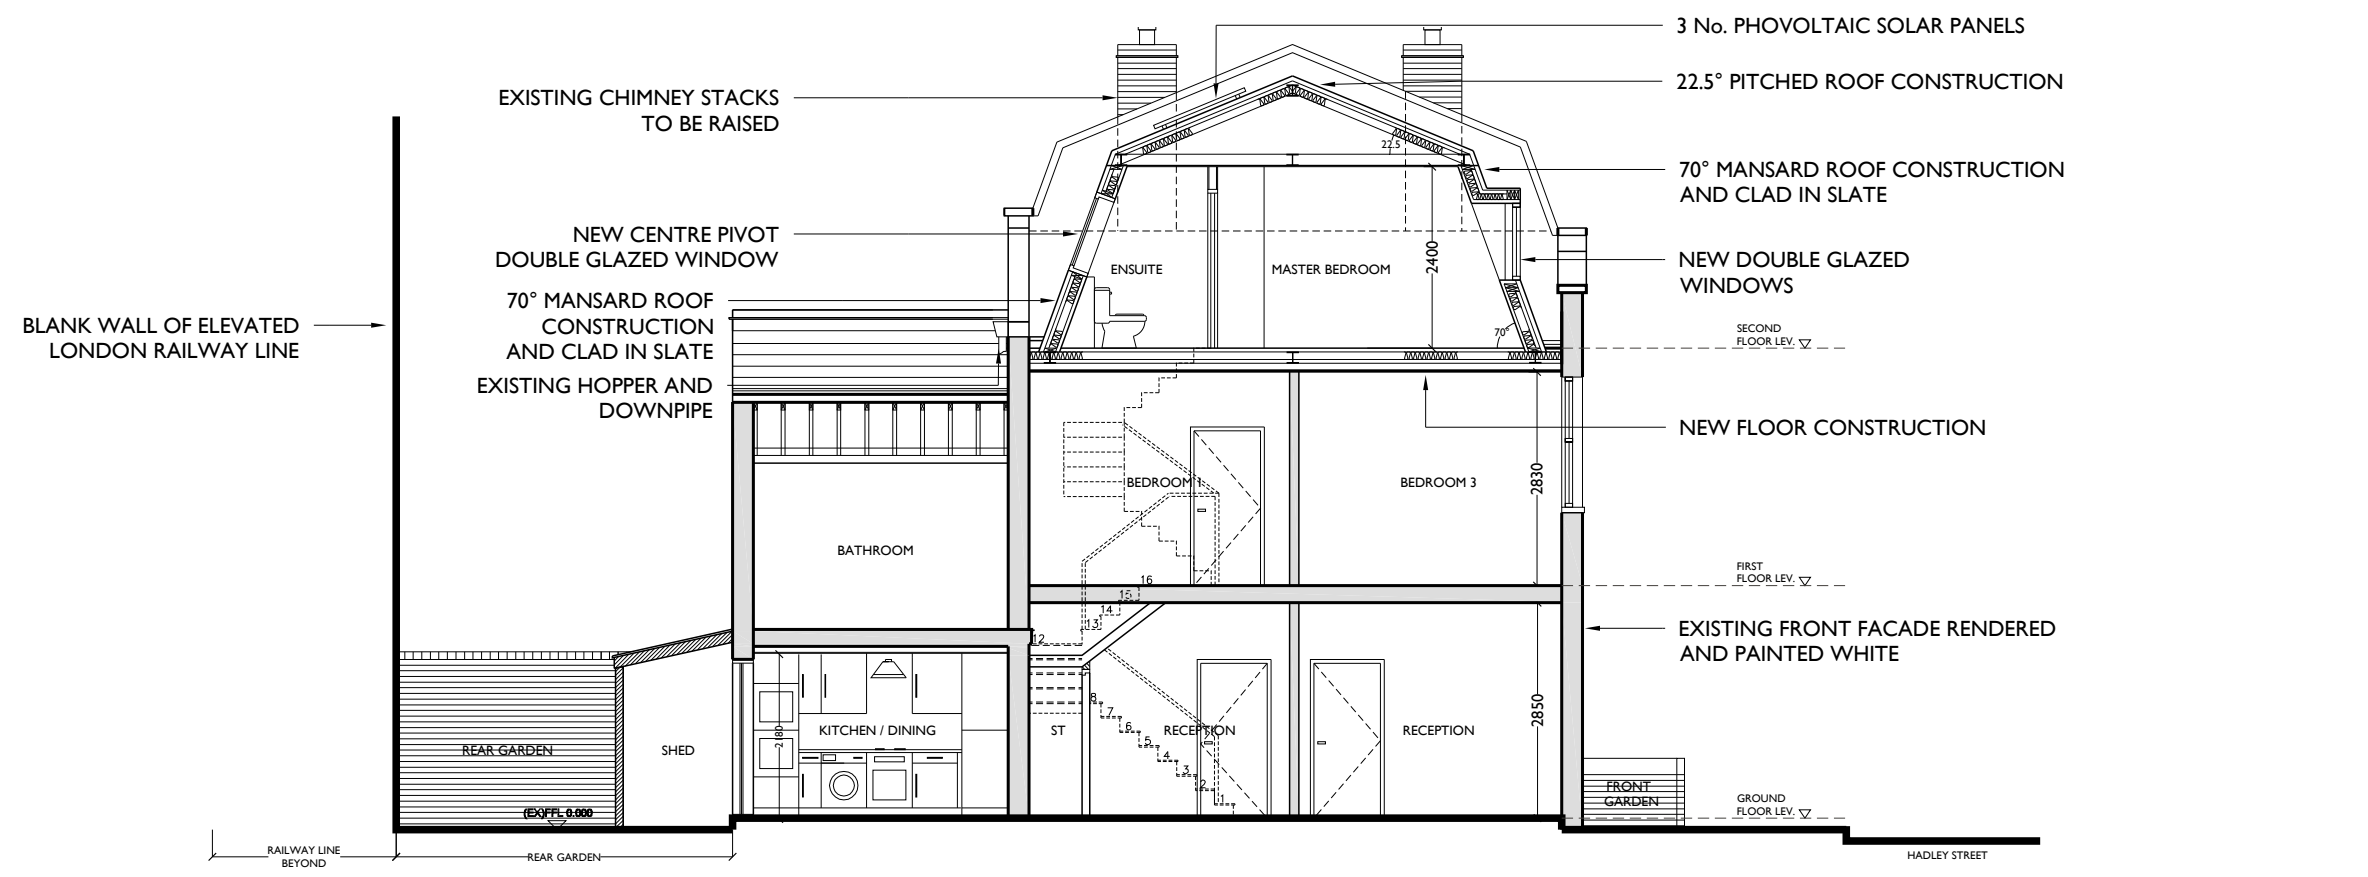 3 No. PHOVOLTAIC SOLAR PANELS
22.5° PITCHED ROOF CONSTRUCTION
EXISTING CHIMNEY STACKS
TO BE RAISED
22.5
70° MANSARD ROOF CONSTRUCTION
AND CLAD IN SLATE
NEW CENTRE PIVOT
DOUBLE GLAZED WINDOW
ENSUITE
MASTER BEDROOM
2400
NEW DOUBLE GLAZED
WINDOWS
70° MANSARD ROOF
CONSTRUCTION
AND CLAD IN SLATE
BLANK WALL OF ELEVATED
LONDON RAILWAY LINE
70°
SECOND
FLOOR LEV.
EXISTING HOPPER AND
DOWNPIPE
NEW FLOOR CONSTRUCTION
BEDROOM 1
BEDROOM 3
2830
BATHROOM
FIRST
FLOOR LEV.
16
15
14
13
12
EXISTING FRONT FACADE RENDERED
AND PAINTED WHITE
8
7
6
5
4
3
2
1
2180
KITCHEN / DINING
ST
RECEPTION
RECEPTION
2850
REAR GARDEN
SHED
FRONT
GARDEN
GROUND
FLOOR LEV.
(EX)FFL 0.000
RAILWAY LINE
BEYOND
REAR GARDEN
HADLEY STREET